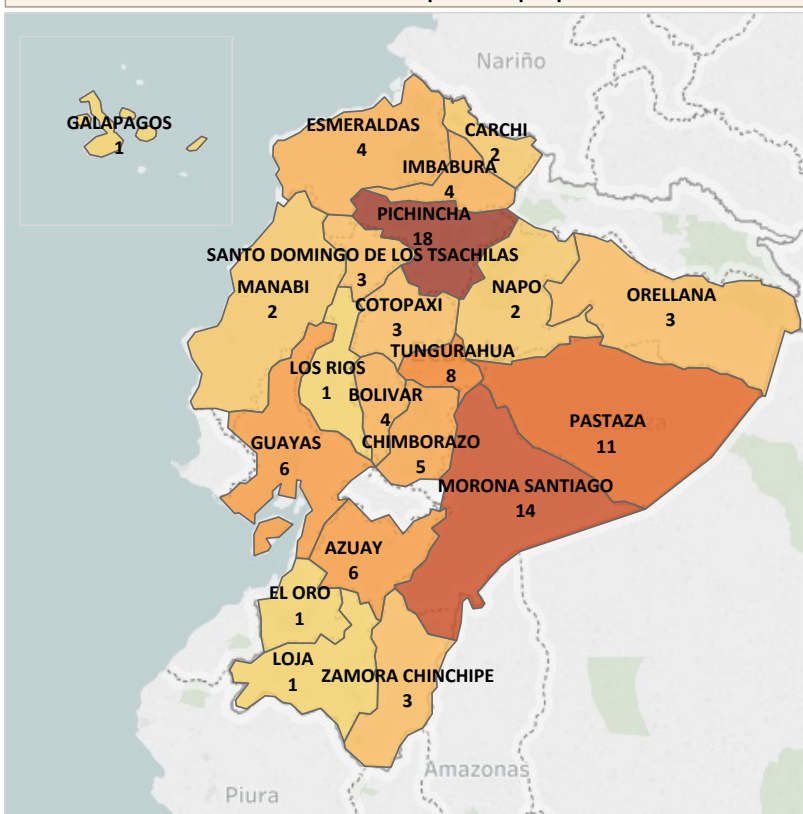 Nariño
GALAPAGOS
1
ESMERALDAS
4
CARCHI
2
IMBABURA
4
PICHINCHA
18
SANTO DOMINGO DE LOS TSACHILAS
3
MANABI
2
COTOPAXI
3
NAPO
2
ORELLANA
3
TUNGURAHUA
8
LOS RIOS
1
BOLIVAR
4
PASTAZA
11
GUAYAS
6
CHIMBORAZO
5
MORONA SANTIAGO
14
AZUAY
6
EL ORO
1
LOJA
1
ZAMORA CHINCHIPE
3
Amazonas
Piura